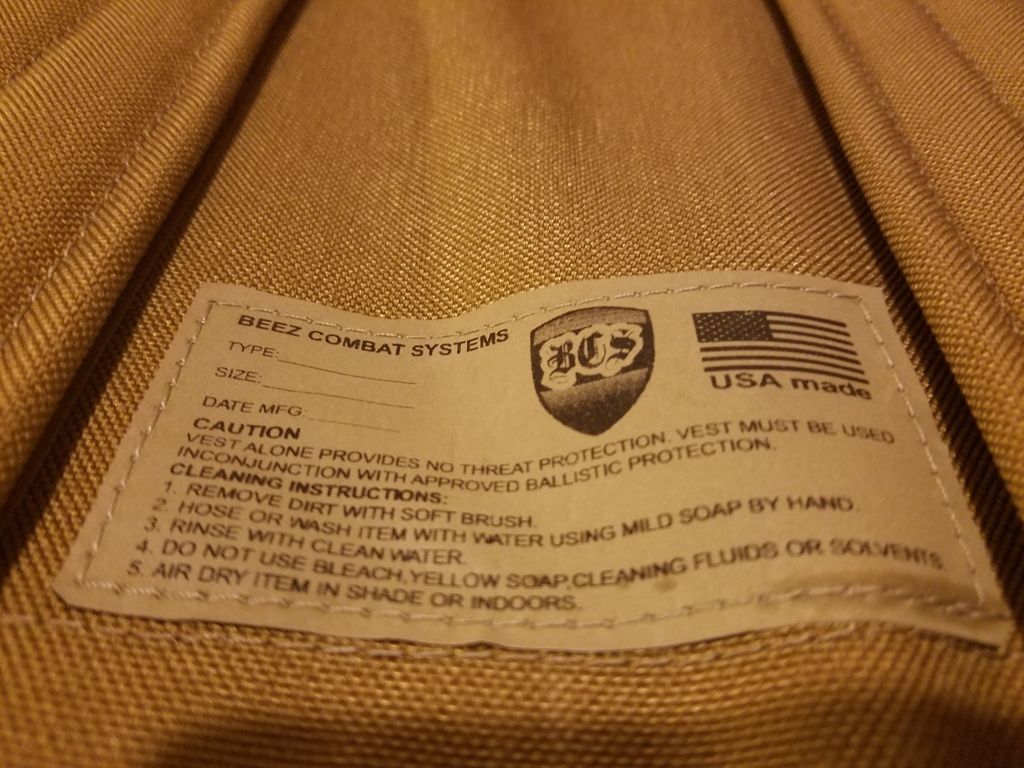 BEEZ COMBAT SYSTEMS
TYPE:
SIZE:
DATE MFG:
BCS
USA made
CAUTION
VEST ALONE PROVIDES NO THREAT PROTECTION. VEST MUST BE USED
INCONJUNCTION WITH APPROVED BALLISTIC PROTECTION.
CLEANING INSTRUCTIONS:
1. REMOVE DIRT WITH SOFT BRUSH.
2. HOSE OR WASH ITEM WITH WATER USING MILD SOAP BY HAND.
3. RINSE WITH CLEAN WATER.
4. DO NOT USE BLEACH,YELLOW SOAP,CLEANING FLUIDS OR SOLVENTS
5. AIR DRY ITEM IN SHADE OR INDOORS.